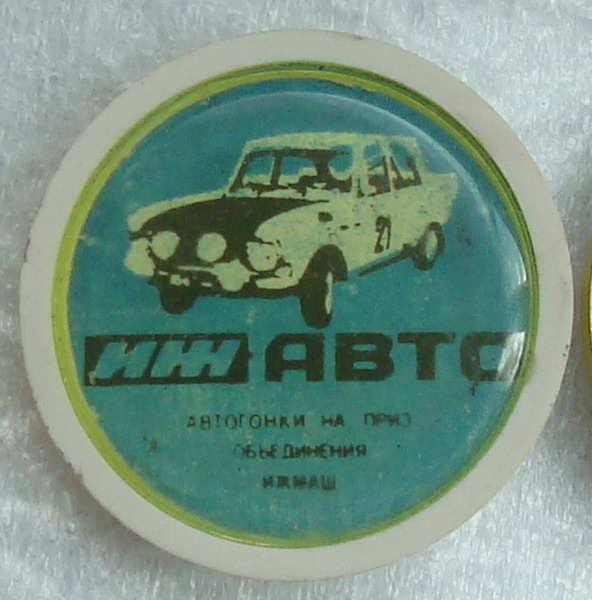 21
ИЖ АВТО
АВТОГОНКИ НА ПРИЗ
ОБЪЕДИНЕНИЯ
ИЖМАШ